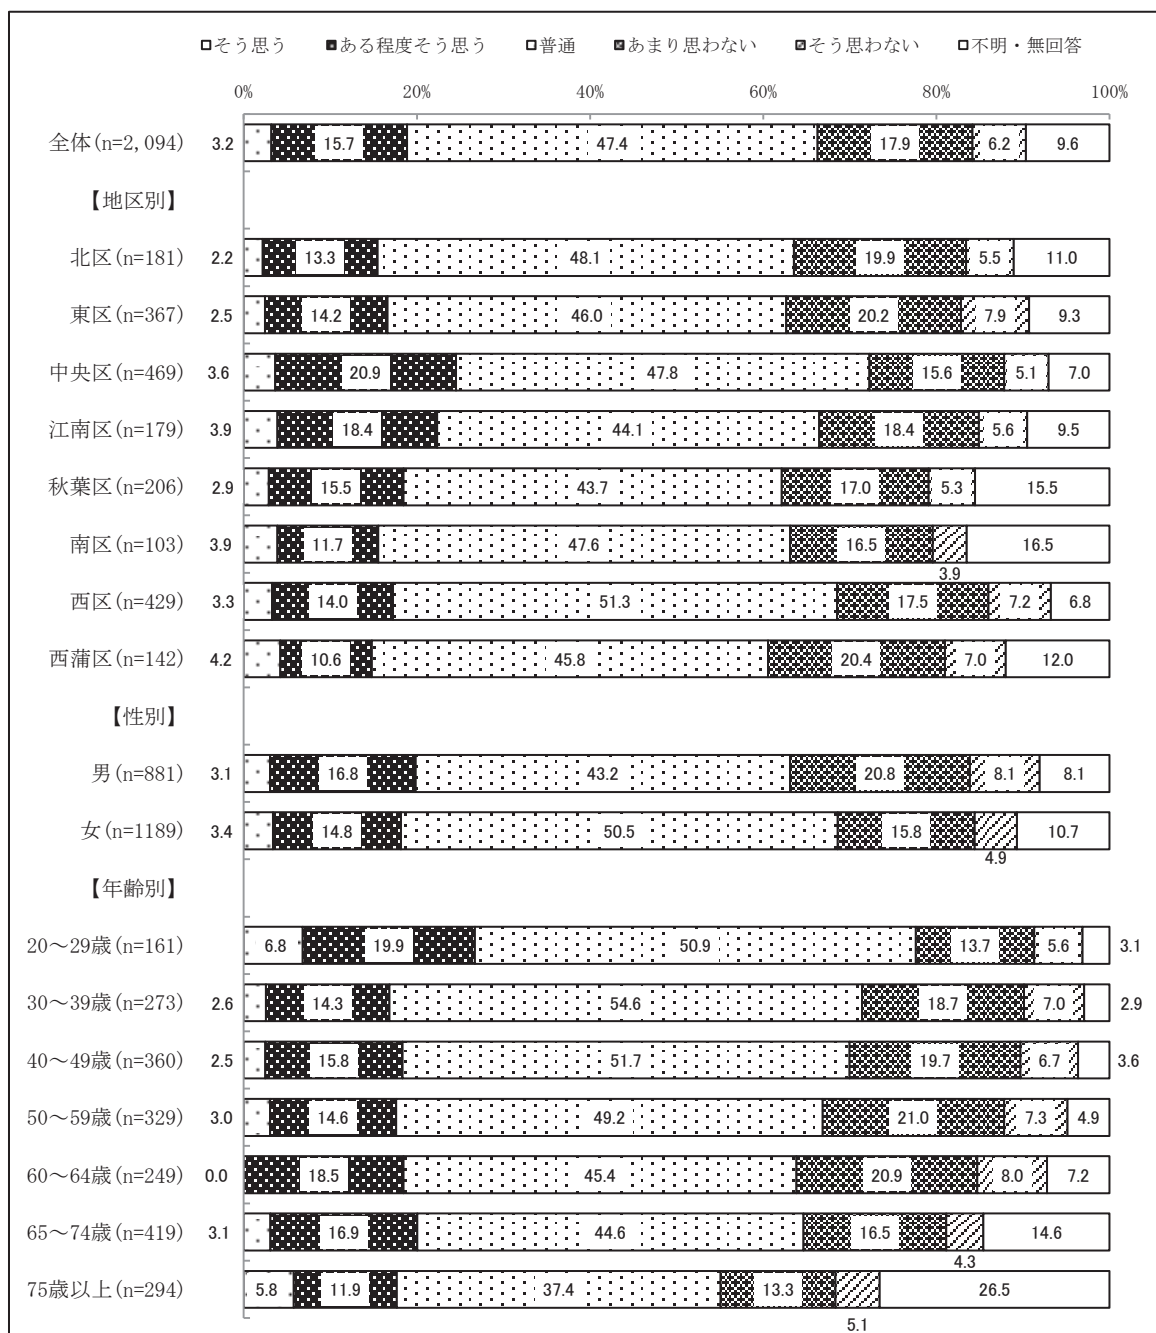 そう思う ある程度そう思う 普通 あまり思わない そう思わない 不明・無回答
0% 20% 40% 60% 80% 100%
全体(n=2,094) 3.2 15.7 47.4 17.9 6.2 9.6
【地区別】
北区(n=181) 2.2 13.3 48.1 19.9 5.5 11.0
東区(n=367) 2.5 14.2 46.0 20.2 7.9 9.3
中央区(n=469) 3.6 20.9 47.8 15.6 5.1 7.0
江南区(n=179) 3.9 18.4 44.1 18.4 5.6 9.5
秋葉区(n=206) 2.9 15.5 43.7 17.0 5.3 15.5
南区(n=103) 3.9 11.7 47.6 16.5 16.5
3.9
西区(n=429) 3.3 14.0 51.3 17.5 7.2 6.8
西蒲区(n=142) 4.2 10.6 45.8 20.4 7.0 12.0
【性別】
男(n=881) 3.1 16.8 43.2 20.8 8.1 8.1
女(n=1189) 3.4 14.8 50.5 15.8 10.7
4.9
【年齢別】
20～29歳(n=161) 6.8 19.9 50.9 13.7 5.6 3.1
30～39歳(n=273) 2.6 14.3 54.6 18.7 7.0 2.9
40～49歳(n=360) 2.5 15.8 51.7 19.7 6.7 3.6
50～59歳(n=329) 3.0 14.6 49.2 21.0 7.3 4.9
60～64歳(n=249) 0.0 18.5 45.4 20.9 8.0 7.2
65～74歳(n=419) 3.1 16.9 44.6 16.5 14.6
4.3
75歳以上(n=294) 5.8 11.9 37.4 13.3 26.5
5.1